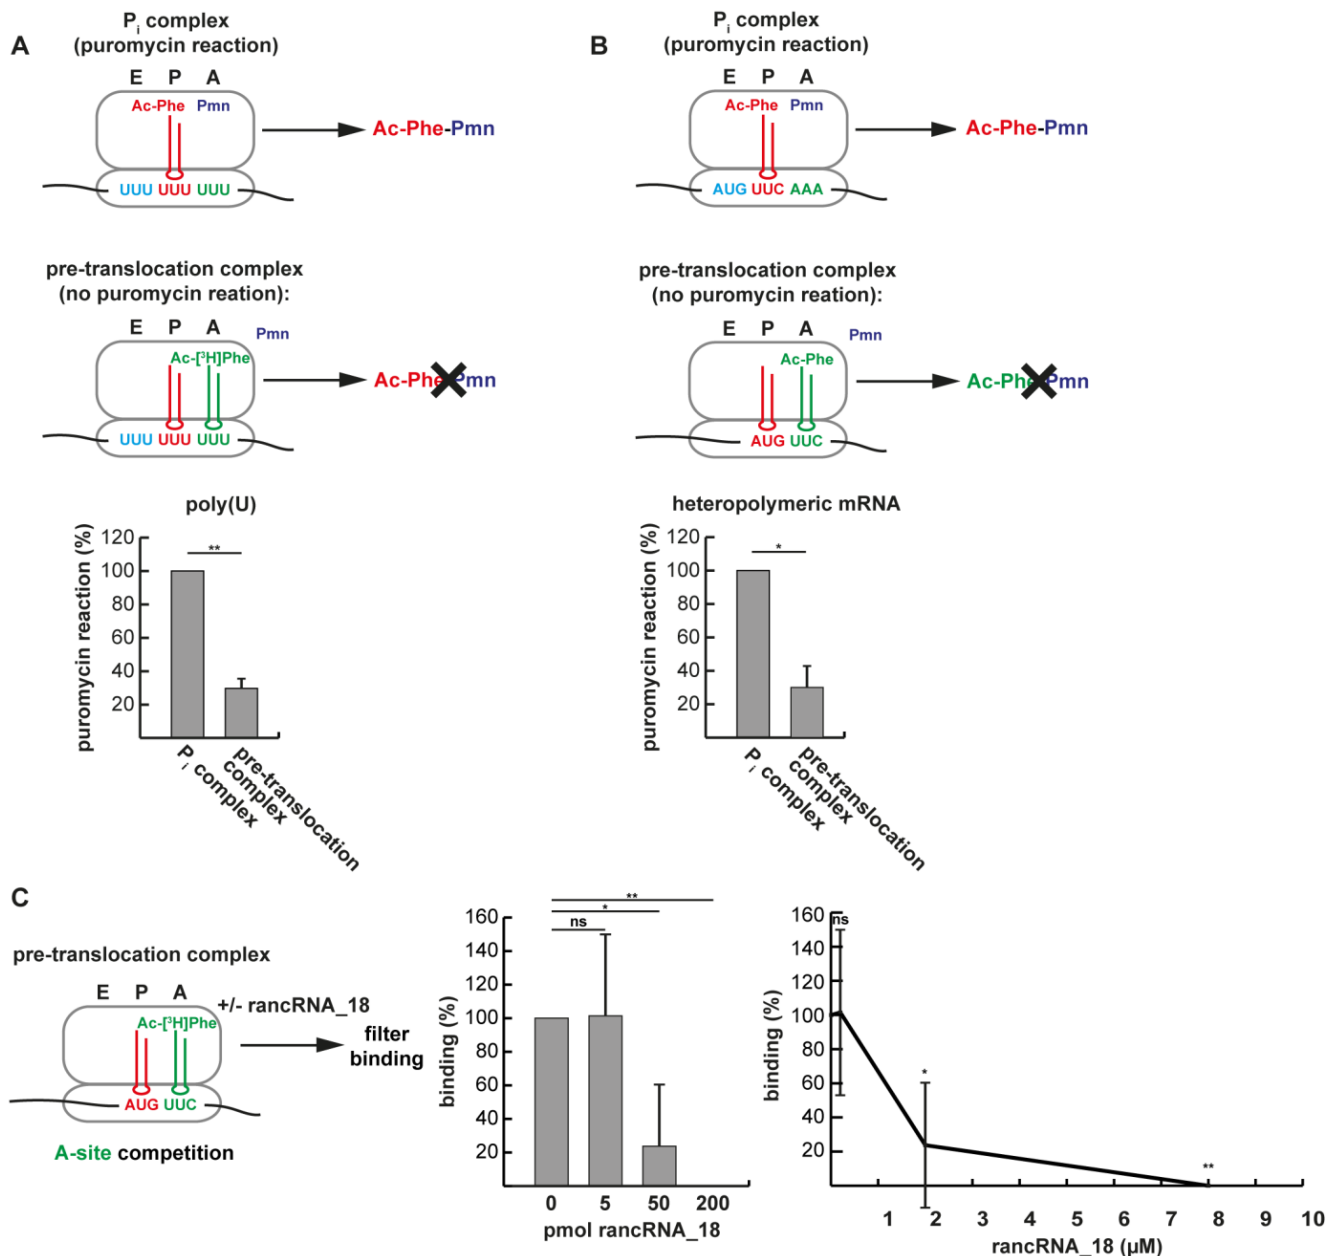 A
P_i complex
(puromycin reaction)
E P A
Ac-Phe Pmn
Ac-Phe-Pmn
UUU UUU UUU
pre-translocation complex
(no puromycin reation):
E P A
Pmn
Ac-[³H]Phe
Ac-Phe-Pmn
UUU UUU UUU
poly(U)
puromycin reaction (%)
120
100
80
60
40
20
**
P_i complex
pre-translocation
complex
B
P_i complex
(puromycin reaction)
E P A
Ac-Phe Pmn
Ac-Phe-Pmn
AUG UUC AAA
pre-translocation complex
(no puromycin reation):
E P A
Pmn
Ac-Phe
Ac-Phe-Pmn
AUG UUC
heteropolymeric mRNA
puromycin reaction (%)
120
100
80
60
40
20
*
P_i complex
pre-translocation
complex
C
pre-translocation complex
E P A
+/- rancRNA_18
Ac-[³H]Phe
filter
binding
AUG UUC
A-site competition
binding (%)
160
140
120
100
80
60
40
20
**
*
ns
0 5 50 200
pmol rancRNA_18
binding (%)
160
140
120
100
80
60
40
20
ns
*
**
1 2 3 4 5 6 7 8 9 10
rancRNA_18 (µM)